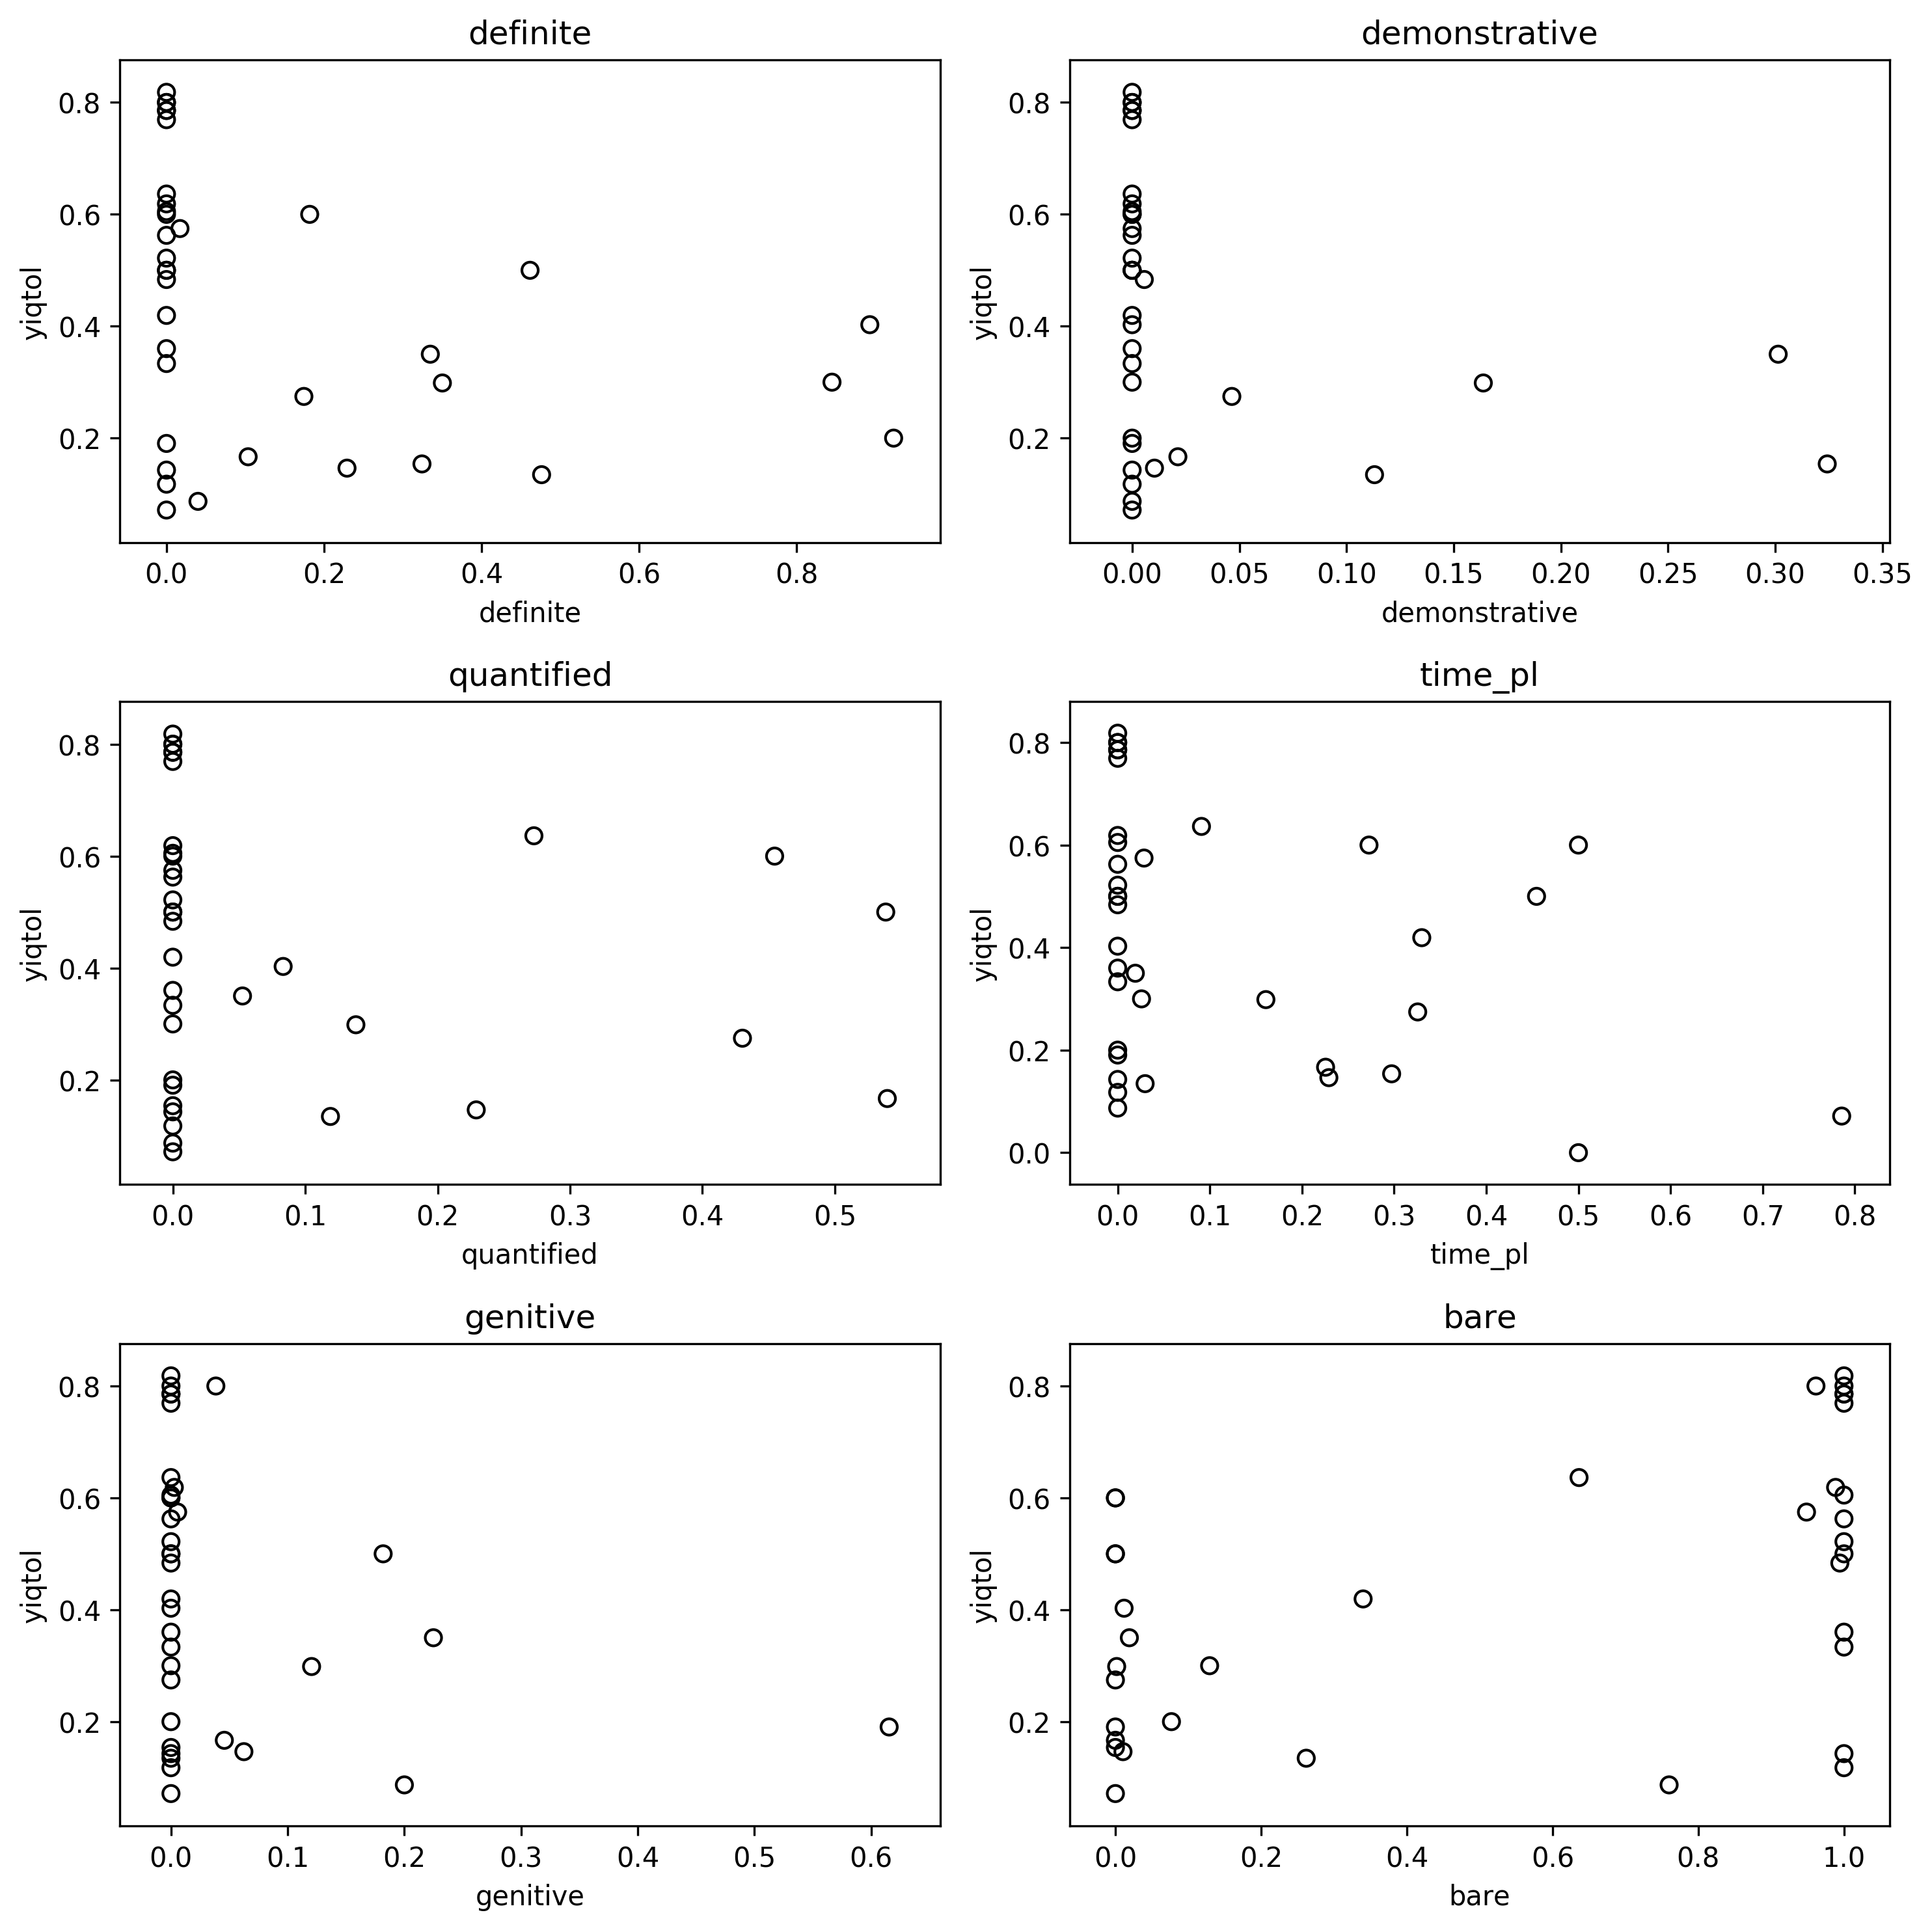 definite
demonstrative
0.8
0.6
0.4
0.2
yiqtol
0.0 0.2 0.4 0.6 0.8
definite
0.8
0.6
0.4
0.2
yiqtol
0.00 0.05 0.10 0.15 0.20 0.25 0.30 0.35
demonstrative
quantified
time_pl
0.8
0.6
0.4
0.2
yiqtol
0.0 0.1 0.2 0.3 0.4 0.5
quantified
0.8
0.6
0.4
0.2
0.0
yiqtol
0.0 0.1 0.2 0.3 0.4 0.5 0.6 0.7 0.8
time_pl
genitive
bare
0.8
0.6
0.4
0.2
yiqtol
0.0 0.1 0.2 0.3 0.4 0.5 0.6
genitive
0.8
0.6
0.4
0.2
yiqtol
0.0 0.2 0.4 0.6 0.8 1.0
bare